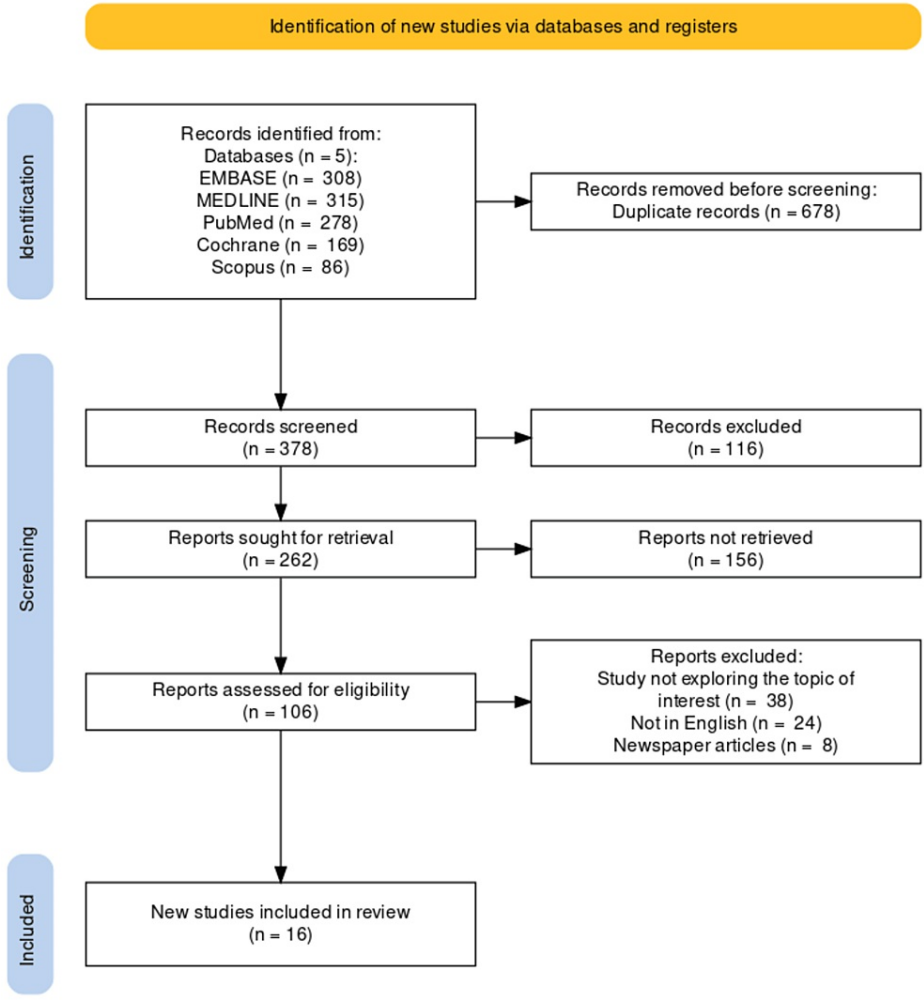 Identification of new studies via databases and registers
Identification
Records identified from:
Databases (n = 5):
EMBASE (n = 308)
MEDLINE (n = 315)
PubMed (n = 278)
Cochrane (n = 169)
Scopus (n = 86)
Records removed before screening:
Duplicate records (n = 678)
Screening
Records screened
(n = 378)
Records excluded
(n = 116)
Reports sought for retrieval
(n = 262)
Reports not retrieved
(n = 156)
Reports assessed for eligibility
(n = 106)
Reports excluded:
Study not exploring the topic of
interest (n = 38)
Not in English (n = 24)
Newspaper articles (n = 8)
Included
New studies included in review
(n = 16)